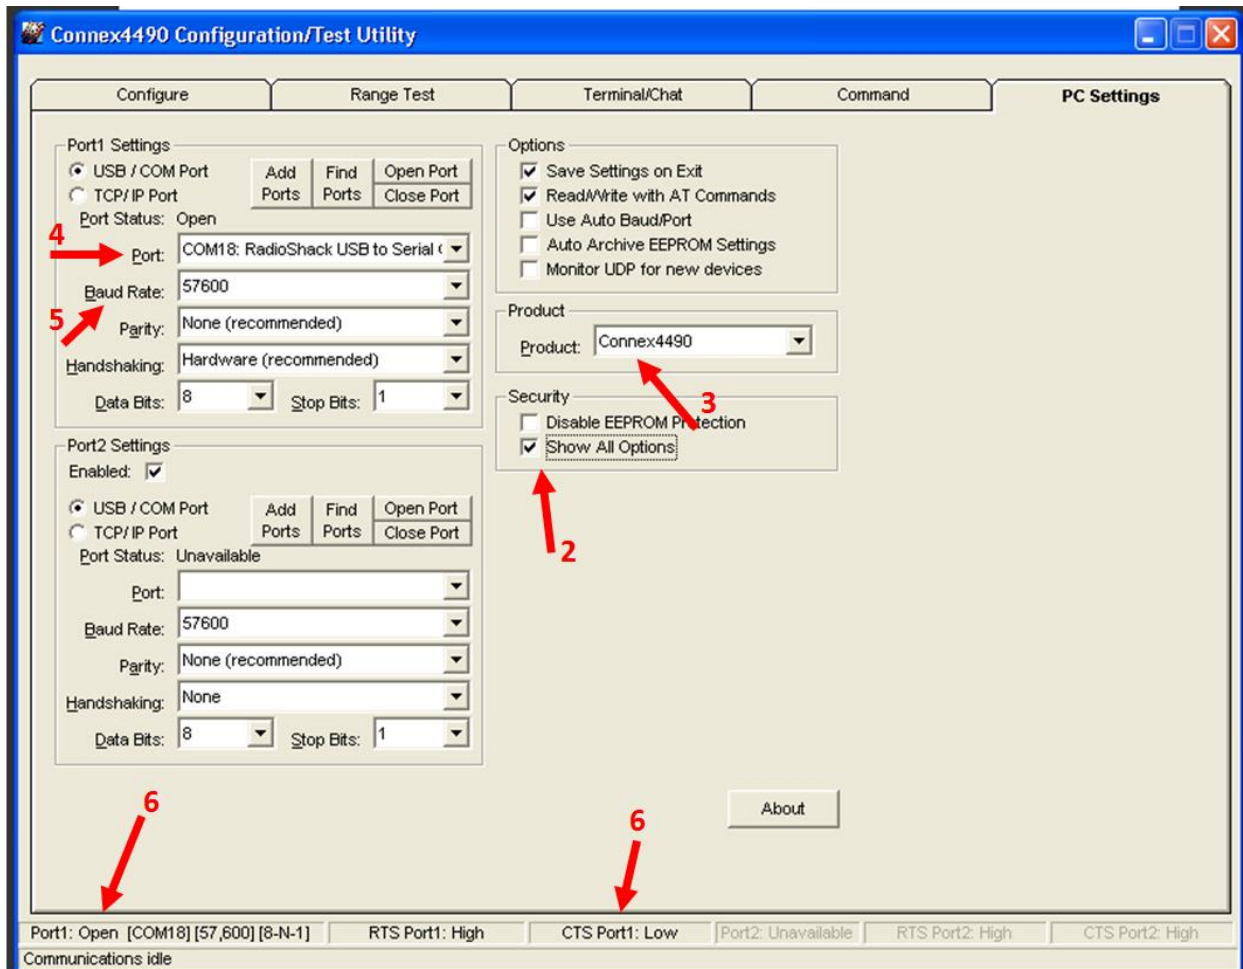 Connex4490 Configuration/Test Utility
Configure Range Test Terminal/Chat Command PC Settings
Port1 Settings
USB / COM Port
TCP/ IP Port
Add Ports
Find Ports
Open Port
Close Port
Port Status: Open
4
Port: COM18: RadioShack USB to Serial
Baud Rate: 57600
5
Parity: None (recommended)
Handshaking: Hardware (recommended)
Data Bits: 8 Stop Bits: 1
Port2 Settings
Enabled:
USB / COM Port
TCP/ IP Port
Add Ports
Find Ports
Open Port
Close Port
Port Status: Unavailable
Port:
Baud Rate: 57600
Parity: None (recommended)
Handshaking: None
Data Bits: 8 Stop Bits: 1
Options
Save Settings on Exit
Read/Write with AT Commands
Use Auto Baud/Port
Auto Archive EEPROM Settings
Monitor UDP for new devices
Product
Product: Connex4490
3
Security
Disable EEPROM Protection
Show All Options
2
About
6
6
Port1: Open [COM18] [57,600] [8-N-1] RTS Port1: High CTS Port1: Low Port2: Unavailable RTS Port2: High CTS Port2: High
Communications idle